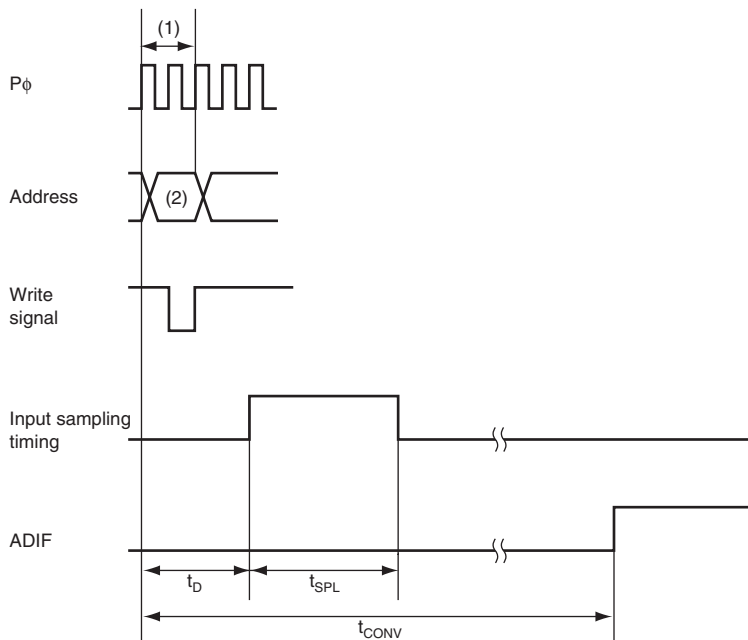 (1)
Pϕ
Address
(2)
Write
signal
Input sampling
timing
ADIF
tD
tSPL
tCONV